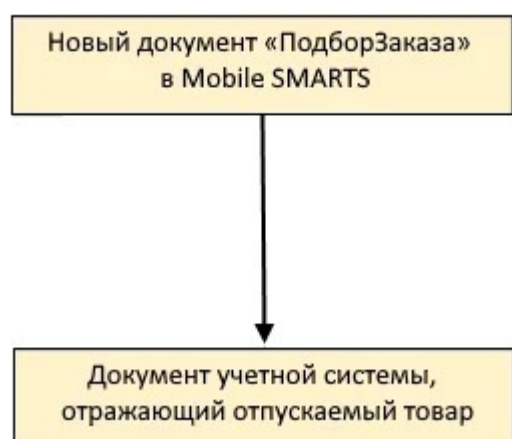 Новый документ «ПодборЗаказа»
в Mobile SMARTS
Документ учетной системы,
отражающий отпускаемый товар